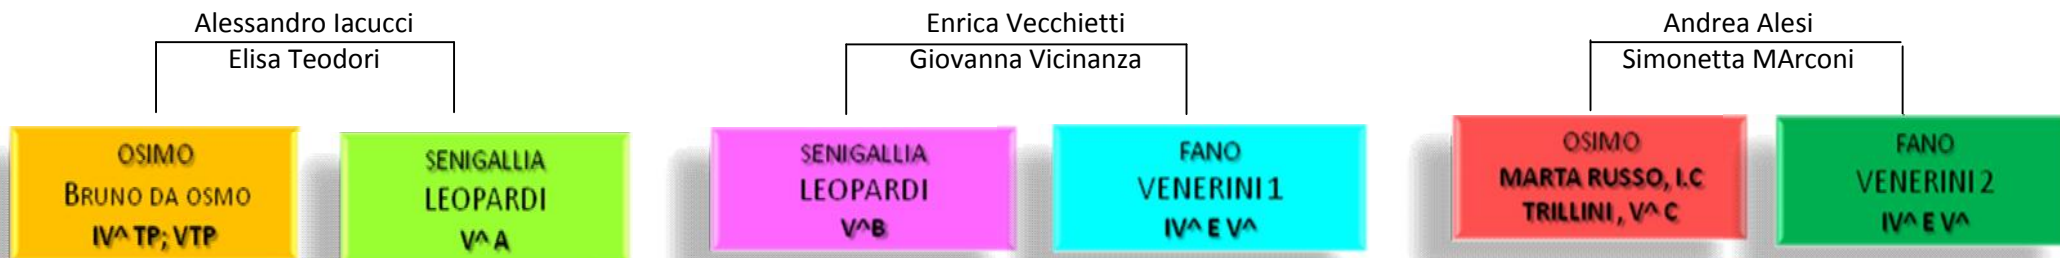 Alessandro Iacucci
Elisa Teodori
Enrica Vecchietti
Giovanna Vicinanza
Andrea Alesi
Simonetta MArconi
OSIMO
BRUNO DA OSMO
IV^ TP; VTP
SENIGALLIA
LEOPARDI
V^ A
SENIGALLIA
LEOPARDI
V^B
FANO
VENERINI 1
IV^ E V^
OSIMO
MARTA RUSSO, I.C
TRILLINI , V^ C
FANO
VENERINI 2
IV^ E V^